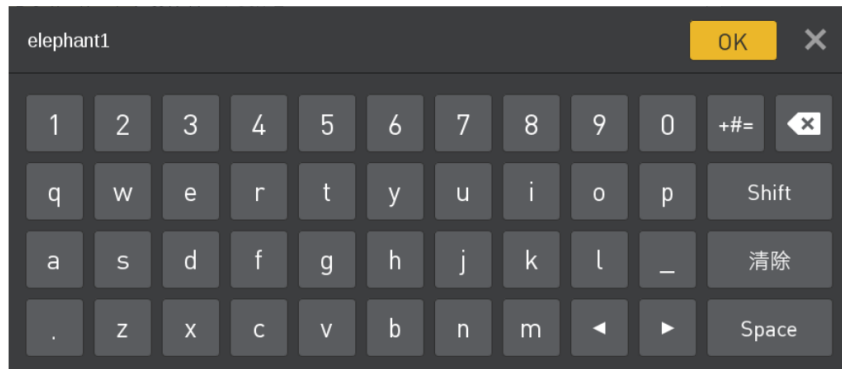 elephant1 OK
1 2 3 4 5 6 7 8 9 0 +#=
q w e r t y u i o p Shift
a s d f g h j k l _ 清除
. z x c v b n m Space